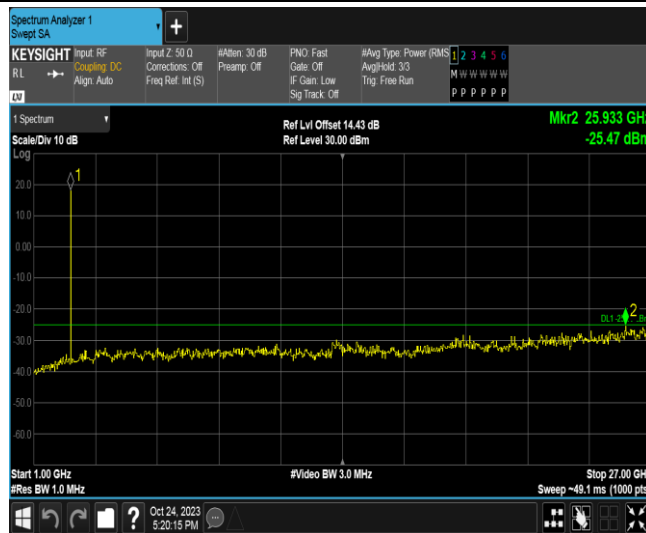 Spectrum Analyzer 1
Swept SA
+
KEYSIGHT
RL
LXI
Input: RF
Coupling: DC
Align: Auto
Input Z: 50 Ω
Corrections: Off
Freq Ref: Int (S)
#Atten: 30 dB
Preamp: Off
PNO: Fast
Gate: Off
IF Gain: Low
Sig Track: Off
#Avg Type: Power (RMS
Avg|Hold: 3/3
Trig: Free Run
1 2 3 4 5 6
M W W W W W
P P P P P P
1 Spectrum
Scale/Div 10 dB
Log
Ref Lvl Offset 14.43 dB
Ref Level 30.00 dBm
Mkr2 25.933 GHz
-25.47 dBm
1
20.0
10.0
0.00
-10.0
-20.0
2
-30.0
-40.0
-50.0
-60.0
Start 1.00 GHz
#Video BW 3.0 MHz
Stop 27.00 GH
#Res BW 1.0 MHz
Sweep ~49.1 ms (1000 pts
?
Oct 24, 2023
5:20:15 PM